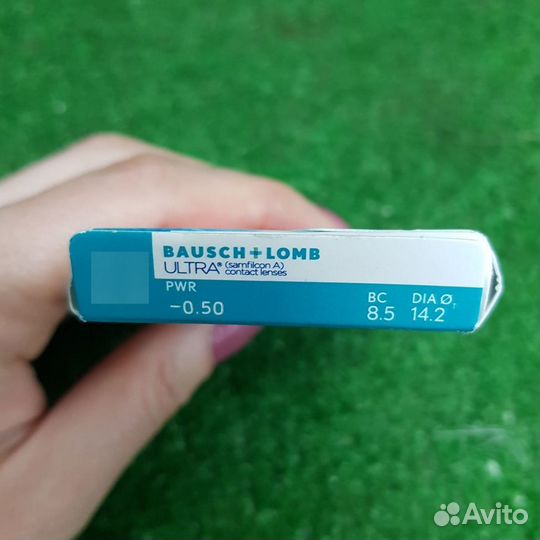 BAUSCH + LOMB
ULTRA® (samfilcon A)
contact lenses
PWR BC DIA Ø
-0.50 8.5 14.2
Avito